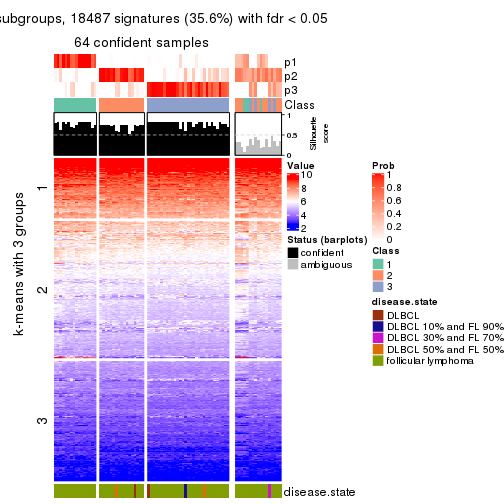 subgroups, 18487 signatures (35.6%) with fdr < 0.05
64 confident samples
p1
p2
p3
Class
1
0.5
0
Silhouette
score
k-means with 3 groups
1
2
3
Value
10
8
6
4
2
Status (barplots)
confident
ambiguous
Prob
1
0.8
0.6
0.4
0.2
0
Class
1
2
3
disease.state
DLBCL
DLBCL 10% and FL 90%
DLBCL 30% and FL 70%
DLBCL 50% and FL 50%
follicular lymphoma
disease.state